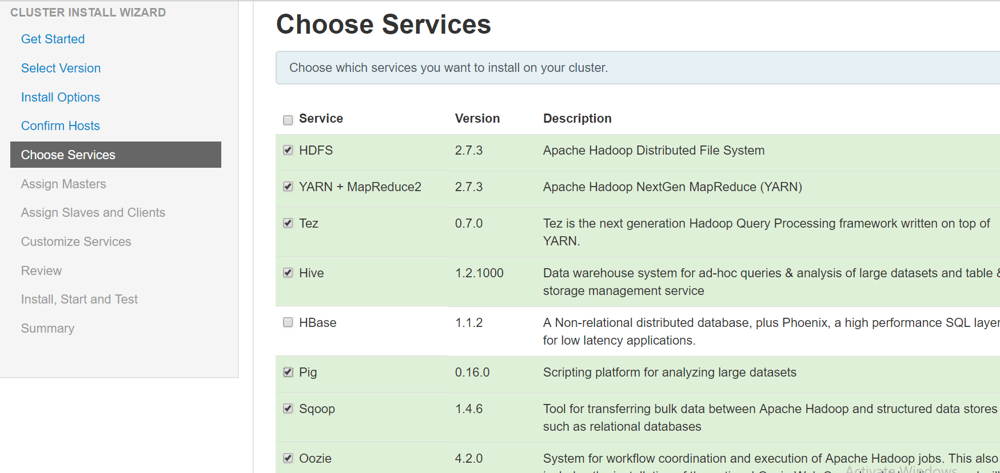 CLUSTER INSTALL WIZARD
Get Started
Select Version
Install Options
Confirm Hosts
Choose Services
Assign Masters
Assign Slaves and Clients
Customize Services
Review
Install, Start and Test
Summary
Choose Services
Choose which services you want to install on your cluster.
Service Version Description
HDFS 2.7.3 Apache Hadoop Distributed File System
YARN + MapReduce2 2.7.3 Apache Hadoop NextGen MapReduce (YARN)
Tez 0.7.0 Tez is the next generation Hadoop Query Processing framework written on top of
YARN.
Hive 1.2.1000 Data warehouse system for ad-hoc queries & analysis of large datasets and table &
storage management service
HBase 1.1.2 A Non-relational distributed database, plus Phoenix, a high performance SQL layer
for low latency applications.
Pig 0.16.0 Scripting platform for analyzing large datasets
Sqoop 1.4.6 Tool for transferring bulk data between Apache Hadoop and structured data stores
such as relational databases
Oozie 4.2.0 System for workflow coordination and execution of Apache Hadoop jobs. This also
Activate Windows